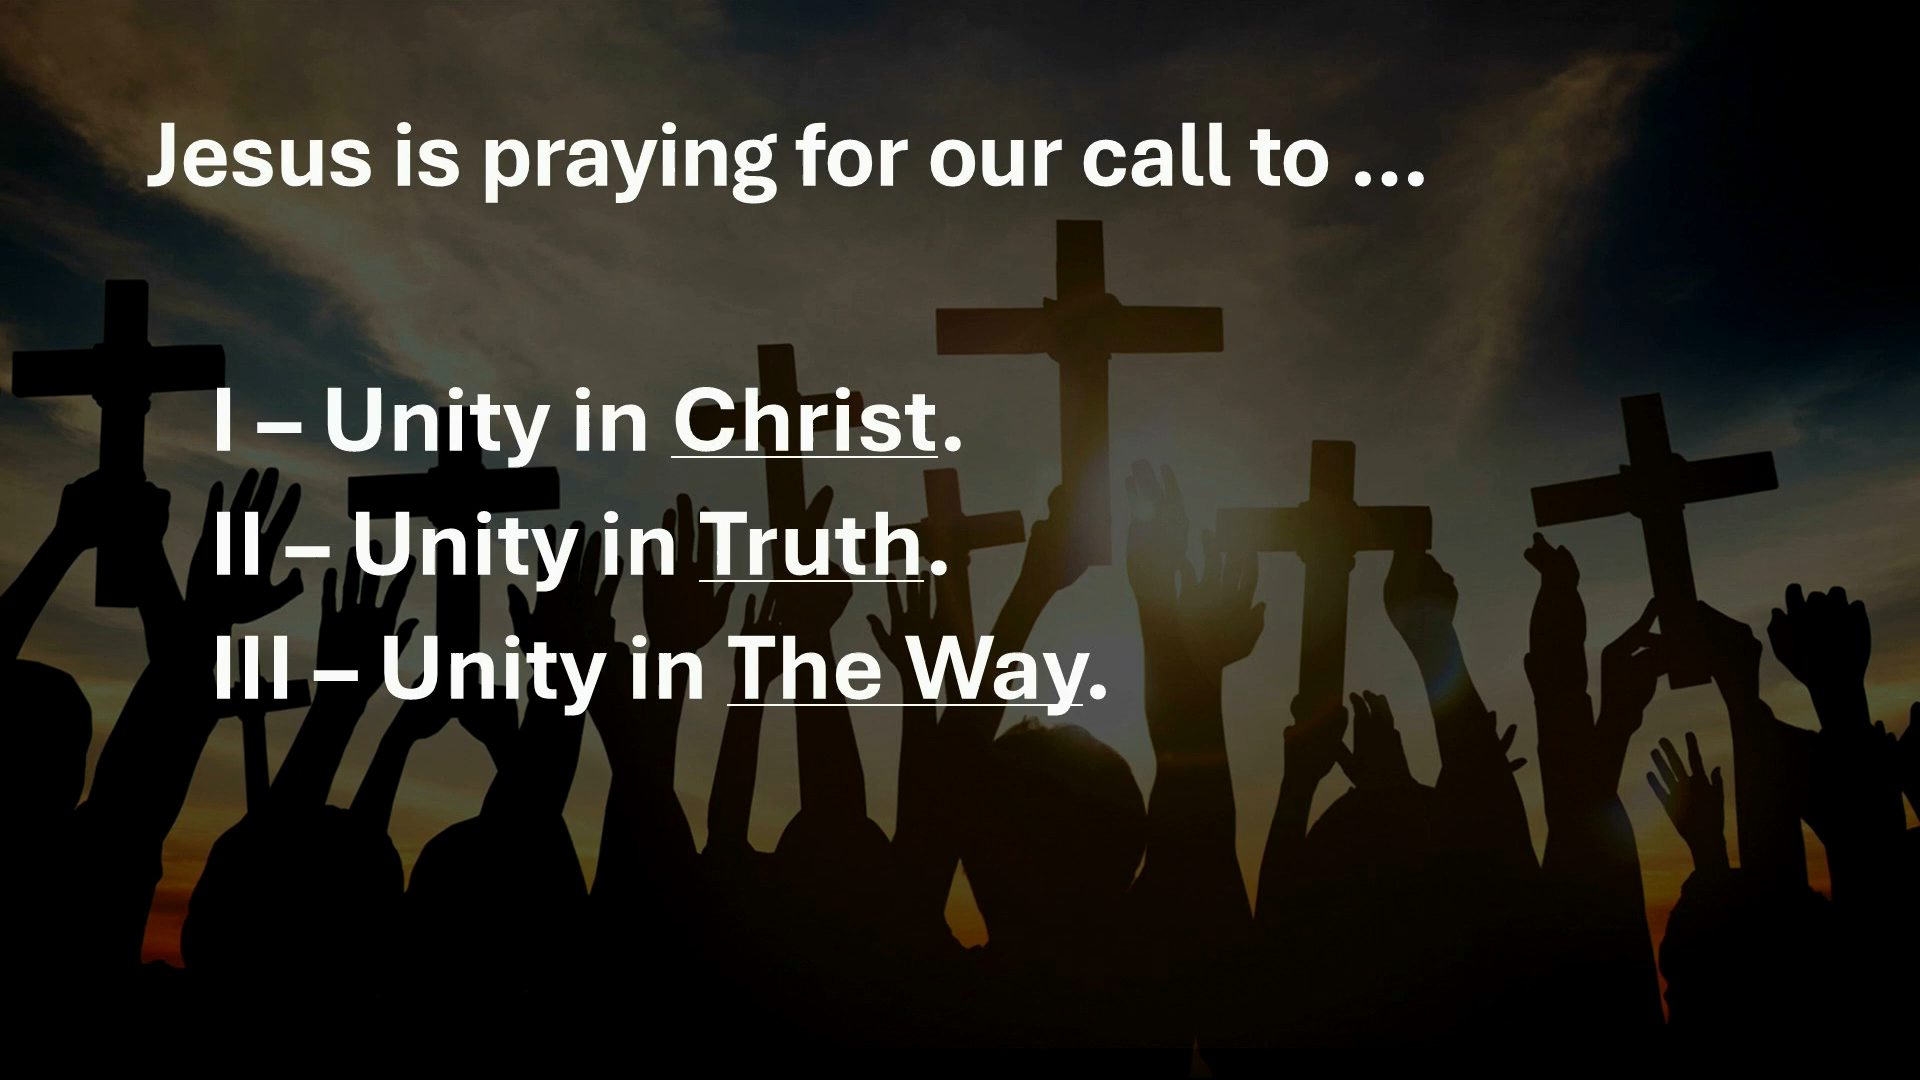 Jesus is praying for our call to ...
I – Unity in Christ.
II – Unity in Truth.
III – Unity in The Way.